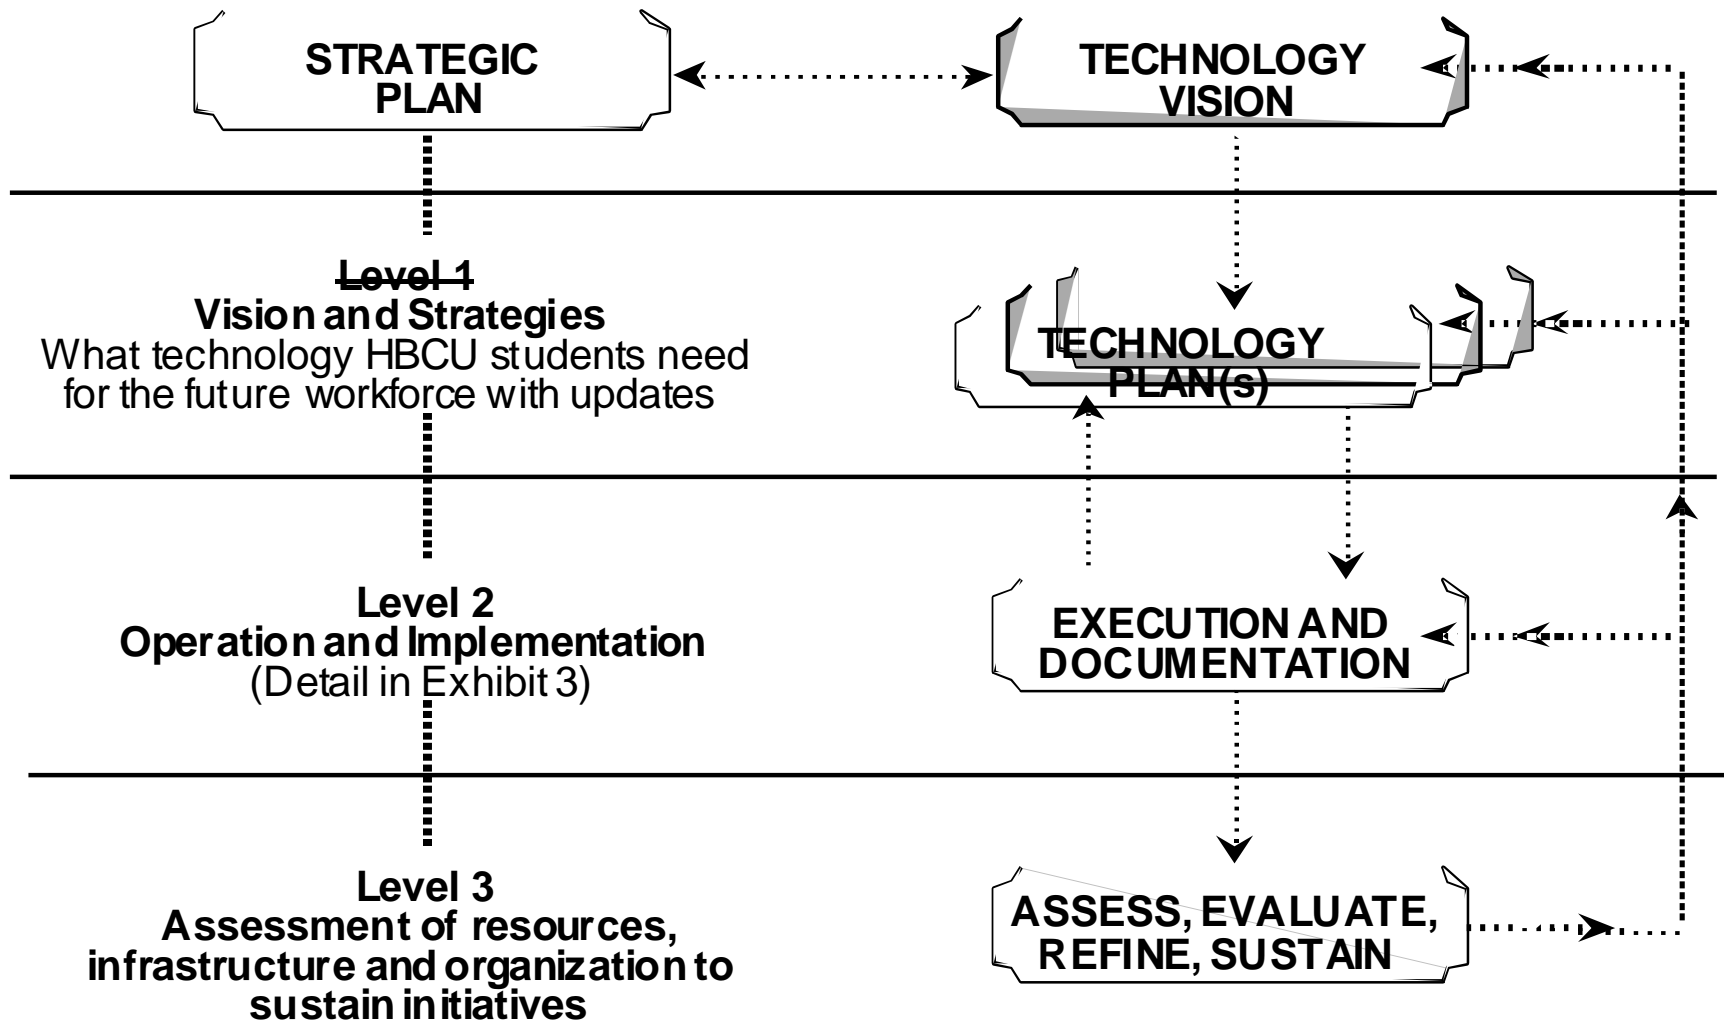 STRATEGIC
PLAN
TECHNOLOGY
VISION
Level 1
Vision and Strategies
What technology HBCU students need
for the future workforce with updates
TECHNOLOGY
PLAN(s)
Level 2
Operation and Implementation
(Detail in Exhibit 3)
EXECUTION AND
DOCUMENTATION
Level 3
Assessment of resources,
infrastructure and organization to
sustain initiatives
ASSESS, EVALUATE,
REFINE, SUSTAIN